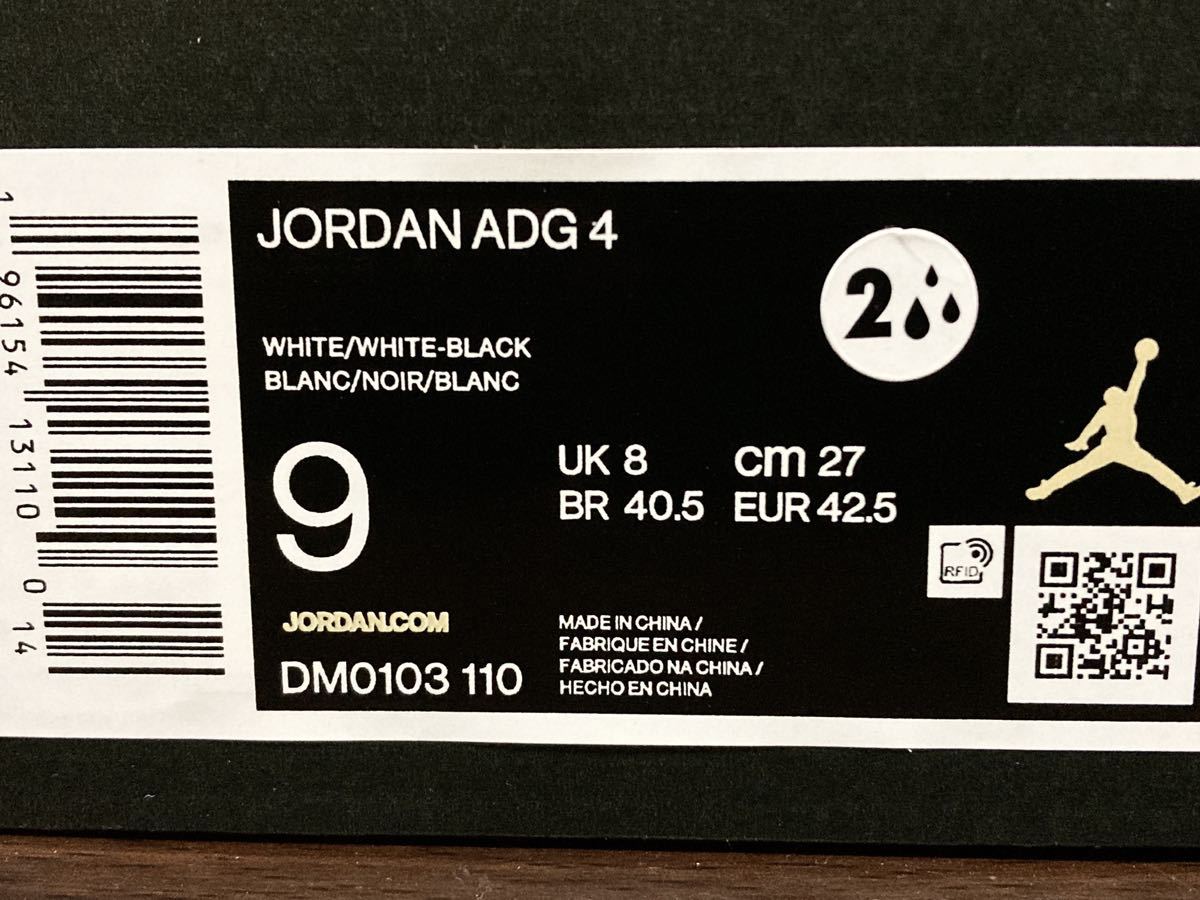 1 96154 13110 0 14
JORDAN ADG 4
2
WHITE/WHITE-BLACK
BLANC/NOIR/BLANC
9
UK 8 cm 27
BR 40.5 EUR 42.5
RFID
JORDAN.COM
DM0103 110
MADE IN CHINA /
FABRIQUE EN CHINE /
FABRICADO NA CHINA /
HECHO EN CHINA